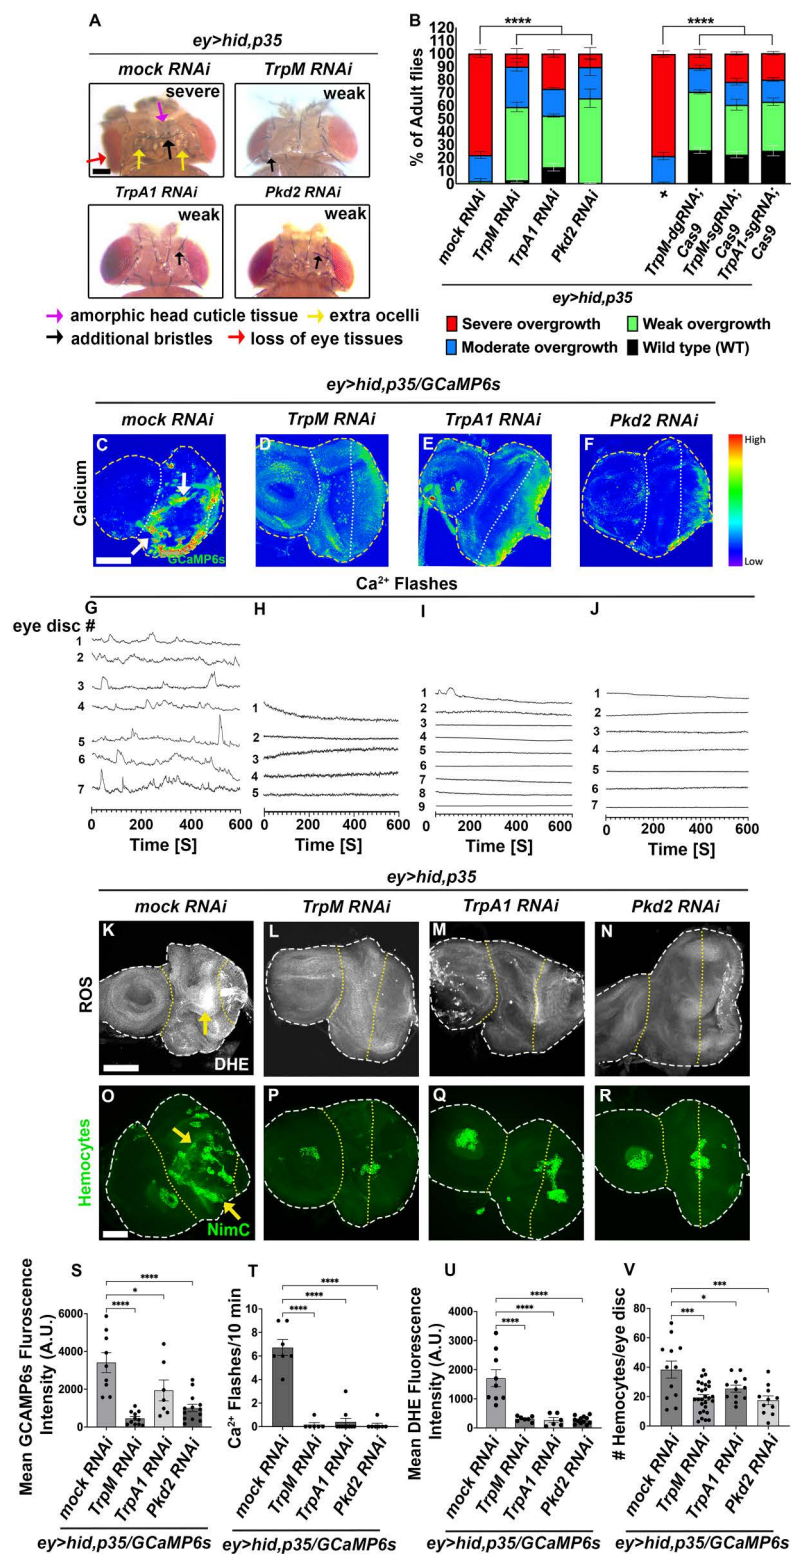 A
ey>hid,p35
mock RNAi
TrpM RNAi
severe
weak
TrpA1 RNAi
Pkd2 RNAi
weak
weak
amorphic head cuticle tissue
extra ocelli
additional bristles
loss of eye tissues
B
****
****
% of Adult flies
120
110
100
90
80
70
60
50
40
30
20
10
0
mock RNAi
TrpM RNAi
TrpA1 RNAi
Pkd2 RNAi
+
TrpM-dgRNA;
Cas9
TrpM-sgRNA;
Cas9
TrpA1-sgRNA;
Cas9
ey>hid,p35
Severe overgrowth
Weak overgrowth
Moderate overgrowth
Wild type (WT)
ey>hid,p35/GCaMP6s
mock RNAi
TrpM RNAi
TrpA1 RNAi
Pkd2 RNAi
Calcium
C
D
E
F
GCaMP6s
High
Low
Ca²⁺ Flashes
G
H
I
J
eye disc #
1
2
3
4
5
6
7
0
200
400
600
Time [S]
1
2
3
4
5
0
200
400
600
Time [S]
1
2
3
4
5
6
7
8
9
0
200
400
600
Time [S]
1
2
3
4
5
6
7
0
200
400
600
Time [S]
ey>hid,p35
mock RNAi
TrpM RNAi
TrpA1 RNAi
Pkd2 RNAi
ROS
K
L
M
N
DHE
Hemocytes
O
P
Q
R
NimC
S
Mean GCAMP6s Fluroscence
Intensity (A.U.)
6000
4000
2000
0
****
*
****
mock RNAi
TrpM RNAi
TrpA1 RNAi
Pkd2 RNAi
ey>hid,p35/GCaMP6s
T
Ca²⁺ Flashes/10 min
10
8
6
4
2
0
****
****
****
mock RNAi
TrpM RNAi
TrpA1 RNAi
Pkd2 RNAi
ey>hid,p35/GCaMP6s
U
Mean DHE Fluorescence
Intensity (A.U.)
4000
3000
2000
1000
0
****
****
****
mock RNAi
TrpM RNAi
TrpA1 RNAi
Pkd2 RNAi
ey>hid,p35/GCaMP6s
V
# Hemocytes/eye disc
80
60
40
20
0
***
*
***
mock RNAi
TrpM RNAi
TrpA1 RNAi
Pkd2 RNAi
ey>hid,p35/GCaMP6s